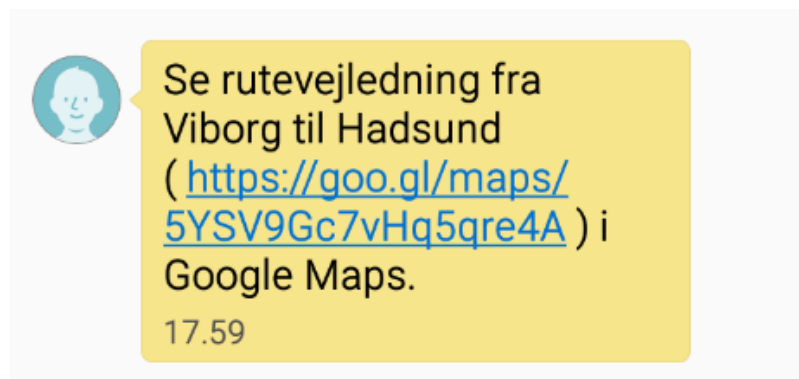 Se rutevejledning fra
Viborg til Hadsund
( https://goo.gl/maps/
5YSV9Gc7vHq5qre4A ) i
Google Maps.
17.59